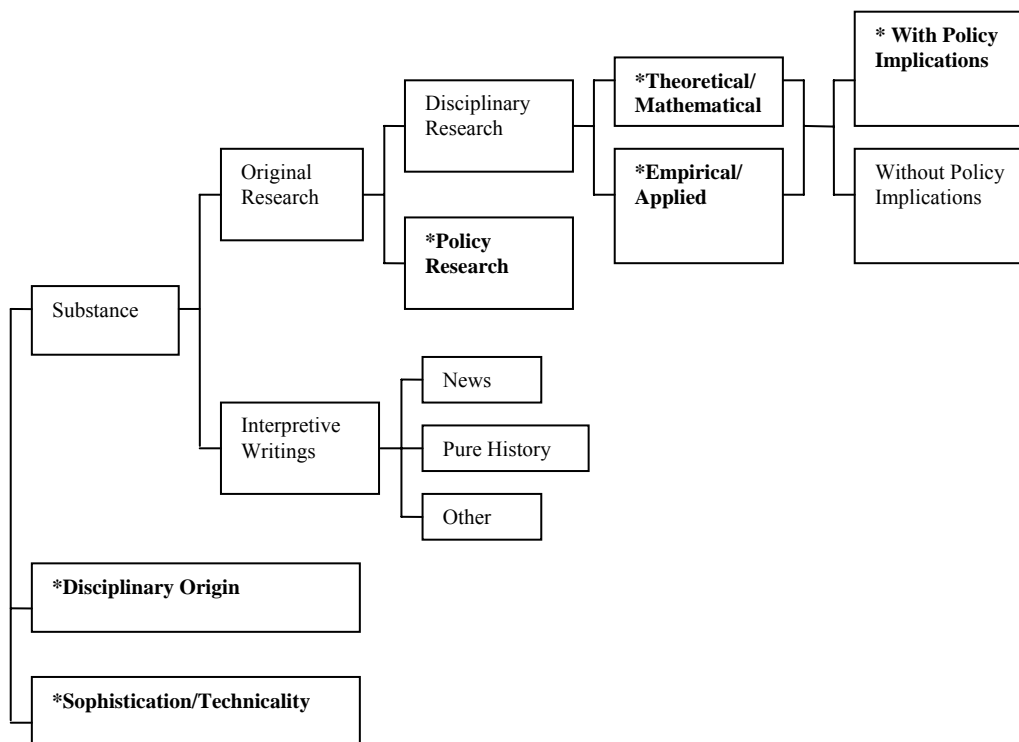 * With Policy
Implications
*Theoretical/
Mathematical
Disciplinary
Research
Original
Research
*Empirical/
Applied
Without Policy
Implications
*Policy
Research
Substance
News
Interpretive
Writings
Pure History
Other
*Disciplinary Origin
*Sophistication/Technicality